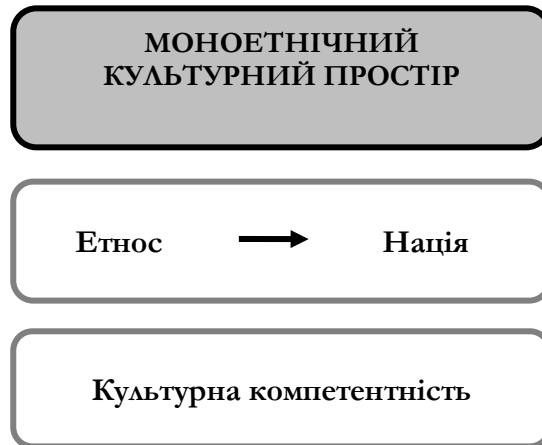 МОНОЕТНІЧНИЙ
КУЛЬТУРНИЙ ПРОСТІР
Етнос Нація
Культурна компетентність